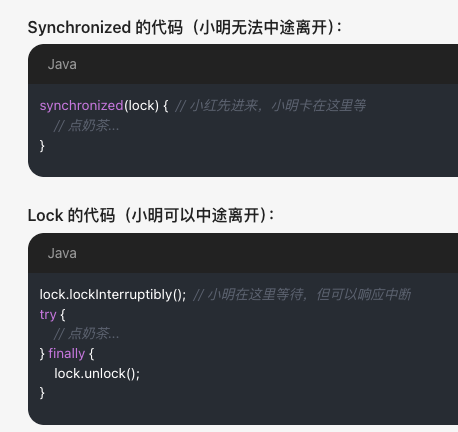 Synchronized 的代码（小明无法中途离开）：
Java
synchronized(lock) { // 小红先进来，小明卡在这里等
// 点奶茶...
}
Lock 的代码（小明可以中途离开）：
Java
lock.lockInterruptibly(); // 小明在这里等待，但可以响应中断
try {
// 点奶茶...
} finally {
lock.unlock();
}